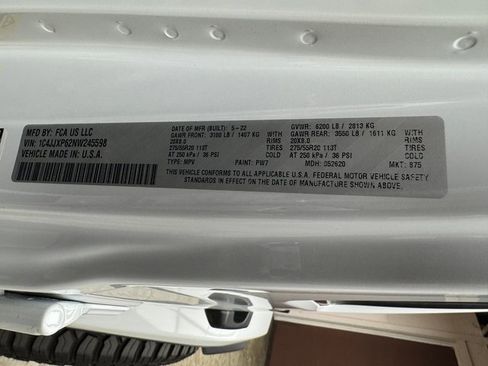 MFD BY: FCA US LLC
DATE OF MFR (BUILT): 5-22
GVWR: 6200 LB / 2813 KG
VIN: 1C4JJXP62NW245598
GAWR FRONT: 3100 LB / 1407 KG WITH
GAWR REAR: 3550 LB / 1611 KG WITH
VEHICLE MADE IN: U.S.A.
20X8.0 RIMS
20X8.0 RIMS
275/55R20 113T TIRES
275/55R20 113T TIRES
AT 250 kPa / 36 PSI COLD
AT 250 kPa / 36 PSI COLD
TYPE: MPV
PAINT: PW7
MDH: 052620
MKT: B75
THIS VEHICLE CONFORMS TO ALL APPLICABLE U.S.A. FEDERAL MOTOR VEHICLE SAFETY
STANDARDS IN EFFECT ON THE DATE OF MANUFACTURE SHOWN ABOVE.